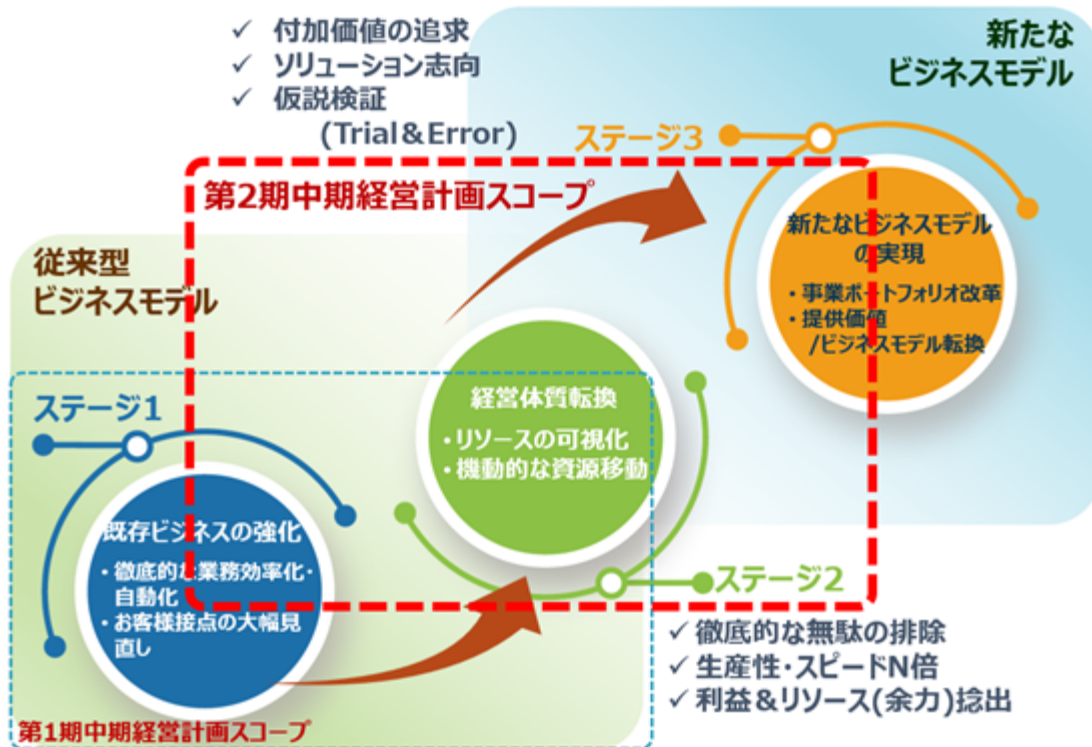 ✓ 付加価値の追求
✓ ソリューション志向
✓ 仮説検証
(Trial&Error)
新たな
ビジネスモデル
ステージ3
第2期中期経営計画スコープ
新たなビジネスモデル
の実現
・事業ポートフォリオ改革
・提供価値
/ビジネスモデル転換
従来型
ビジネスモデル
経営体質転換
・リソースの可視化
・機動的な資源移動
ステージ1
既存ビジネスの強化
・徹底的な業務効率化・
自動化
・お客様接点の大幅見
直し
ステージ2
✓ 徹底的な無駄の排除
✓ 生産性・スピードN倍
✓ 利益&リソース(余力)捻出
第1期中期経営計画スコープ